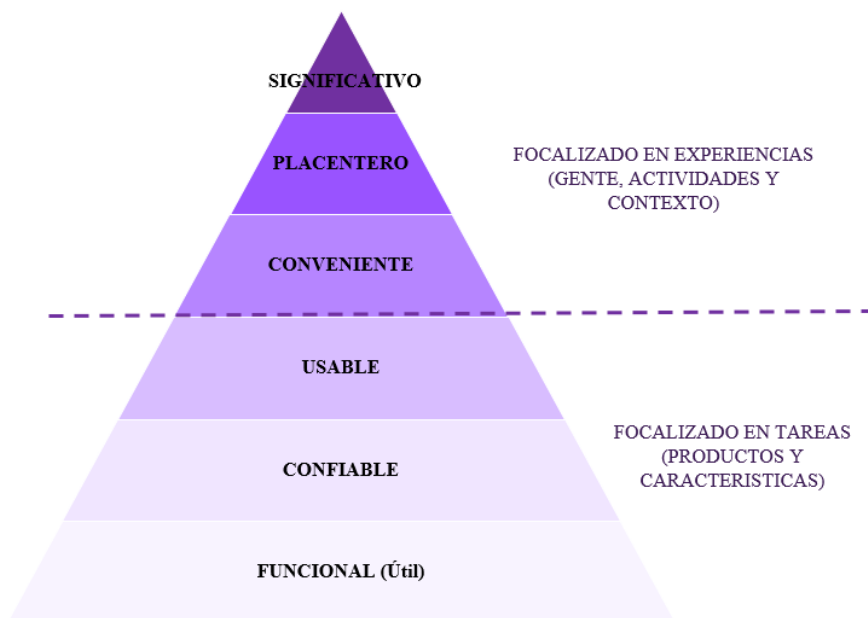 SIGNIFICATIVO
PLACENTERO
FOCALIZADO EN EXPERIENCIAS
(GENTE, ACTIVIDADES Y
CONTEXTO)
CONVENIENTE
USABLE
FOCALIZADO EN TAREAS
(PRODUCTOS Y
CARACTERISTICAS)
CONFIABLE
FUNCIONAL (Útil)